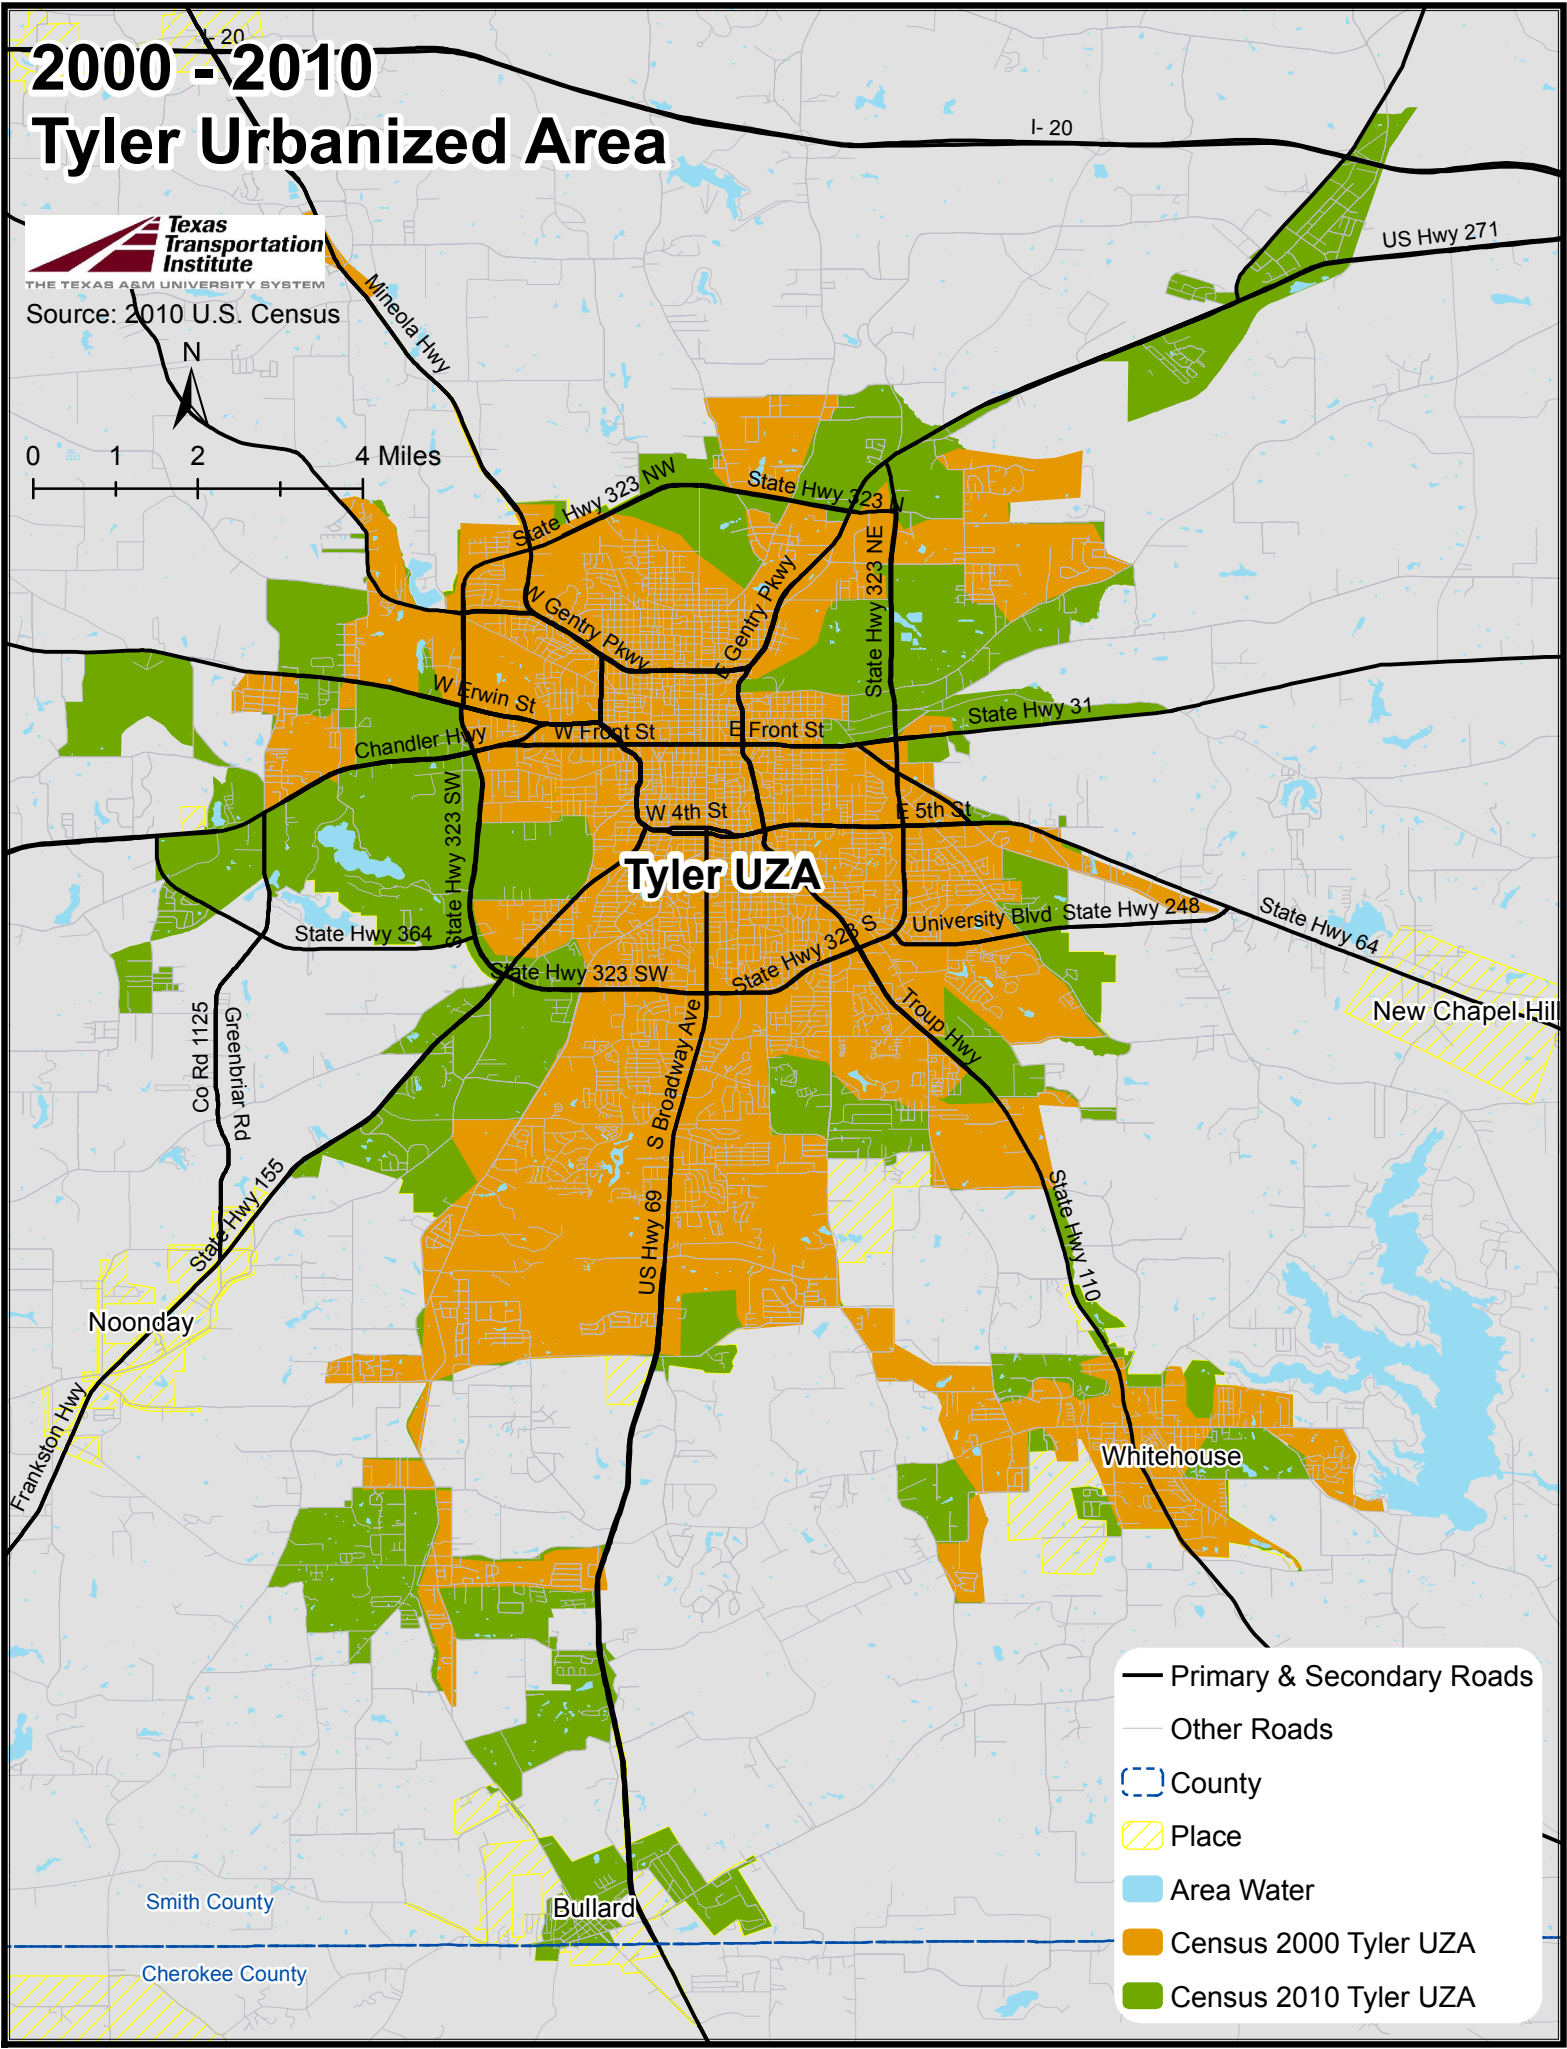 I- 20
2000 - 2010
Tyler Urbanized Area
I- 20
US Hwy 271
Texas
Transportation
Institute
THE TEXAS A&M UNIVERSITY SYSTEM
Source: 2010 U.S. Census
Mineola Hwy
N
0 1 2 4 Miles
State Hwy 323 NW
State Hwy 323 N
State Hwy 323 NE
W Gentry Pkwy
E Gentry Pkwy
W Erwin St
State Hwy 31
Chandler Hwy
W Front St
E Front St
State Hwy 323 SW
W 4th St
E 5th St
Tyler UZA
University Blvd
State Hwy 248
State Hwy 64
State Hwy 364
State Hwy 323 SW
State Hwy 323 S
New Chapel Hill
Co Rd 1125
Greenbriar Rd
S Broadway Ave
Troup Hwy
State Hwy 155
US Hwy 69
State Hwy 110
Noonday
Frankston Hwy
Whitehouse
Primary & Secondary Roads
Other Roads
County
Place
Area Water
Census 2000 Tyler UZA
Census 2010 Tyler UZA
Smith County
Bullard
Cherokee County